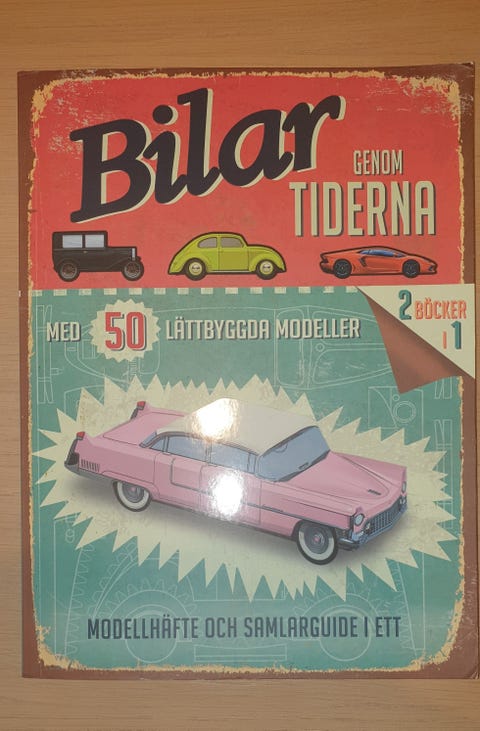 Bilar
GENOM
TIDERNA
2 BÖCKER
I 1
MED 50 LÄTTBYGGDA MODELLER
MODELLHÄFTE OCH SAMLARGUIDE I ETT